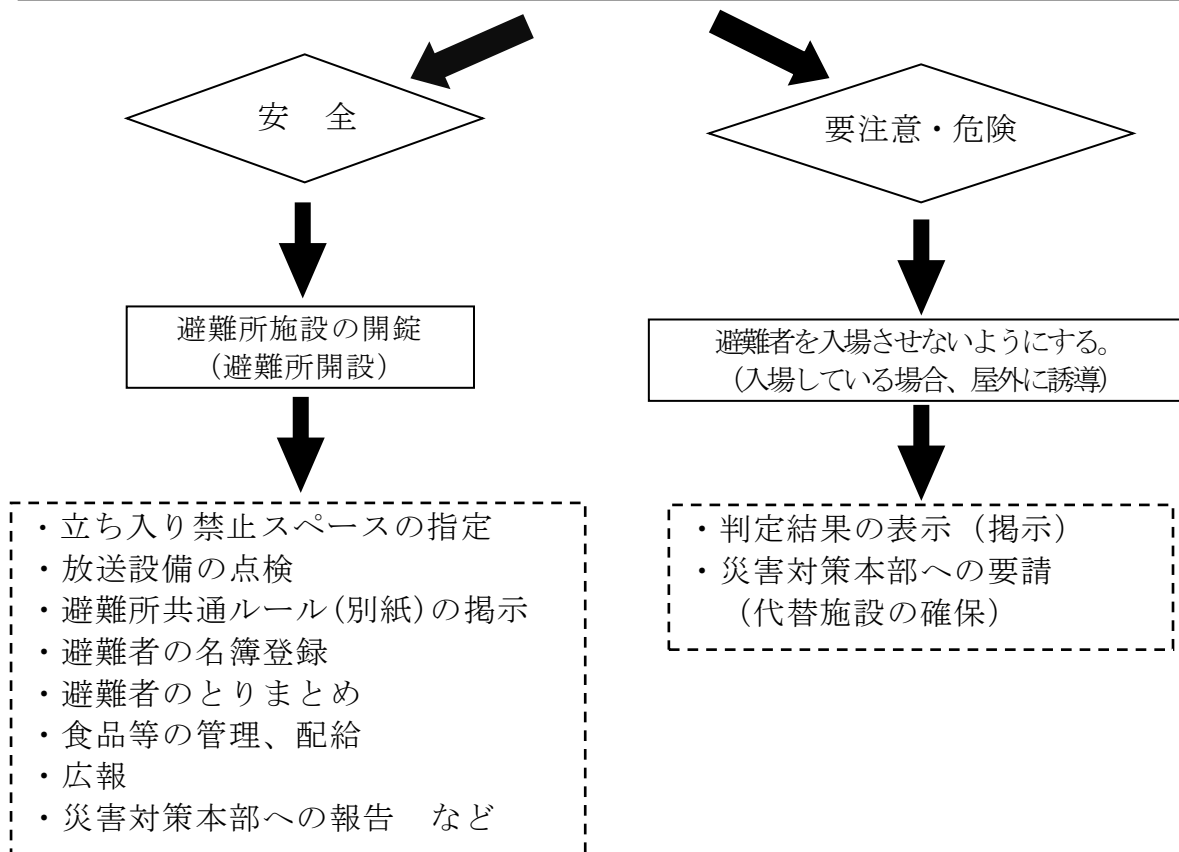 安　全
要注意・危険
避難所施設の開錠
(避難所開設)
避難者を入場させないようにする。
(入場している場合、屋外に誘導)
・立ち入り禁止スペースの指定
・放送設備の点検
・避難所共通ルール(別紙)の掲示
・避難者の名簿登録
・避難者のとりまとめ
・食品等の管理、配給
・広報
・災害対策本部への報告　など
・判定結果の表示（掲示）
・災害対策本部への要請
（代替施設の確保）